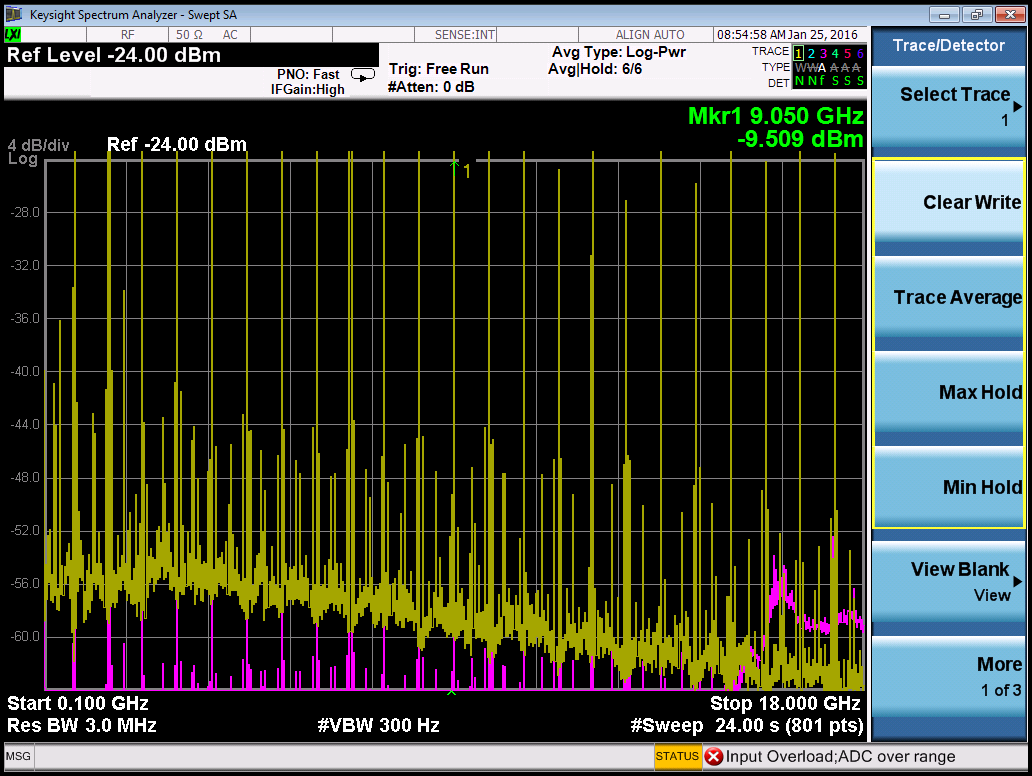 Keysight Spectrum Analyzer - Swept SA
LXI RF 50 Ω AC SENSE:INT ALIGN AUTO 08:54:58 AM Jan 25, 2016
Ref Level -24.00 dBm
PNO: Fast
IFGain:High
Trig: Free Run
#Atten: 0 dB
Avg Type: Log-Pwr
Avg|Hold: 6/6
TRACE 1 2 3 4 5 6
TYPE W W A A A A
DET N N f S S S
Mkr1 9.050 GHz
-9.509 dBm
4 dB/div
Log
Ref -24.00 dBm
1
-28.0
-32.0
-36.0
-40.0
-44.0
-48.0
-52.0
-56.0
-60.0
Start 0.100 GHz
Stop 18.000 GHz
Res BW 3.0 MHz
#VBW 300 Hz
#Sweep 24.00 s (801 pts)
MSG
STATUS
Input Overload;ADC over range
Trace/Detector
Select Trace
1
Clear Write
Trace Average
Max Hold
Min Hold
View Blank
View
More
1 of 3